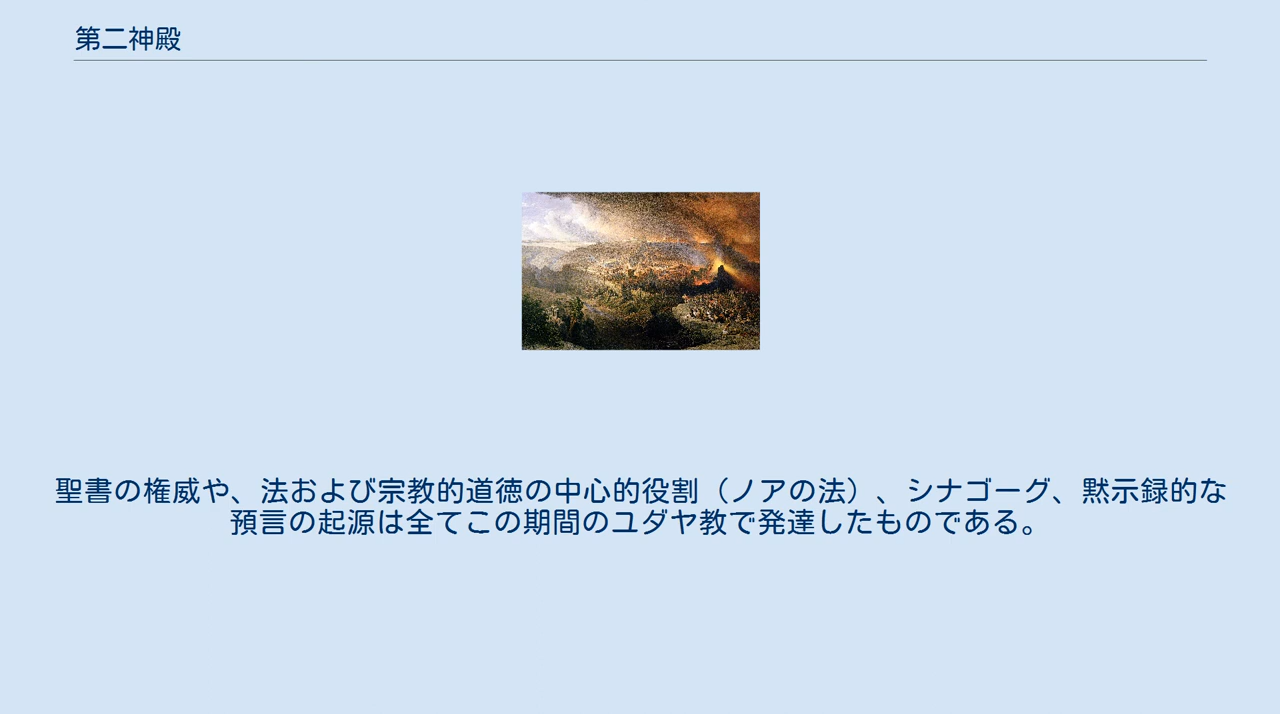 第二神殿
聖書の権威や、法および宗教的道徳の中心的役割（ノアの法）、シナゴーグ、黙示録的な
預言の起源は全てこの期間のユダヤ教で発達したものである。